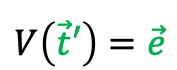 V(t⃗′) = e⃗